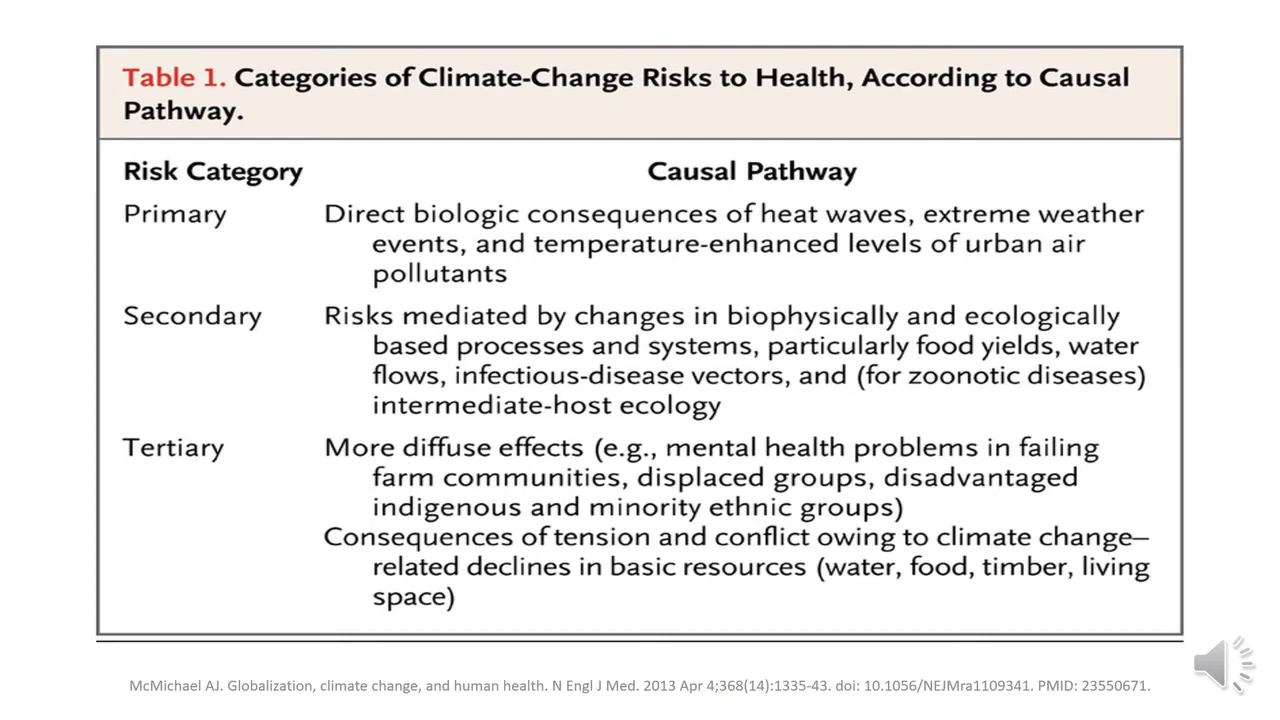 Table 1. Categories of Climate-Change Risks to Health, According to Causal
Pathway.
Risk Category Causal Pathway
Primary Direct biologic consequences of heat waves, extreme weather
events, and temperature-enhanced levels of urban air
pollutants
Secondary Risks mediated by changes in biophysically and ecologically
based processes and systems, particularly food yields, water
flows, infectious-disease vectors, and (for zoonotic diseases)
intermediate-host ecology
Tertiary More diffuse effects (e.g., mental health problems in failing
farm communities, displaced groups, disadvantaged
indigenous and minority ethnic groups)
Consequences of tension and conflict owing to climate change–
related declines in basic resources (water, food, timber, living
space)
McMichael AJ. Globalization, climate change, and human health. N Engl J Med. 2013 Apr 4;368(14):1335-43. doi: 10.1056/NEJMra1109341. PMID: 23550671.